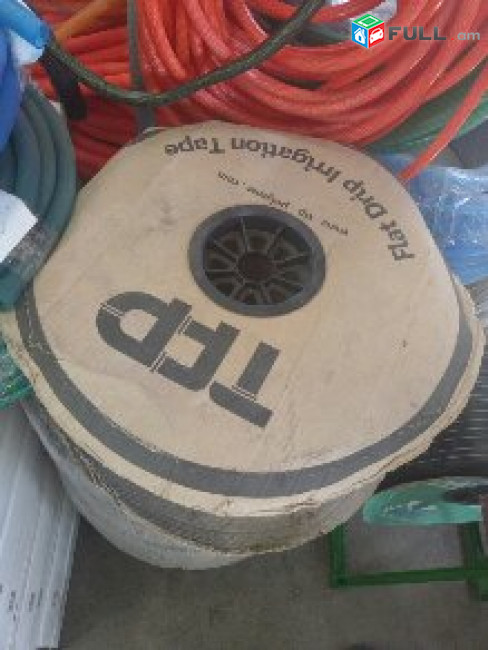 FULL.am
Flat Drip Irrigation Tape
TFP